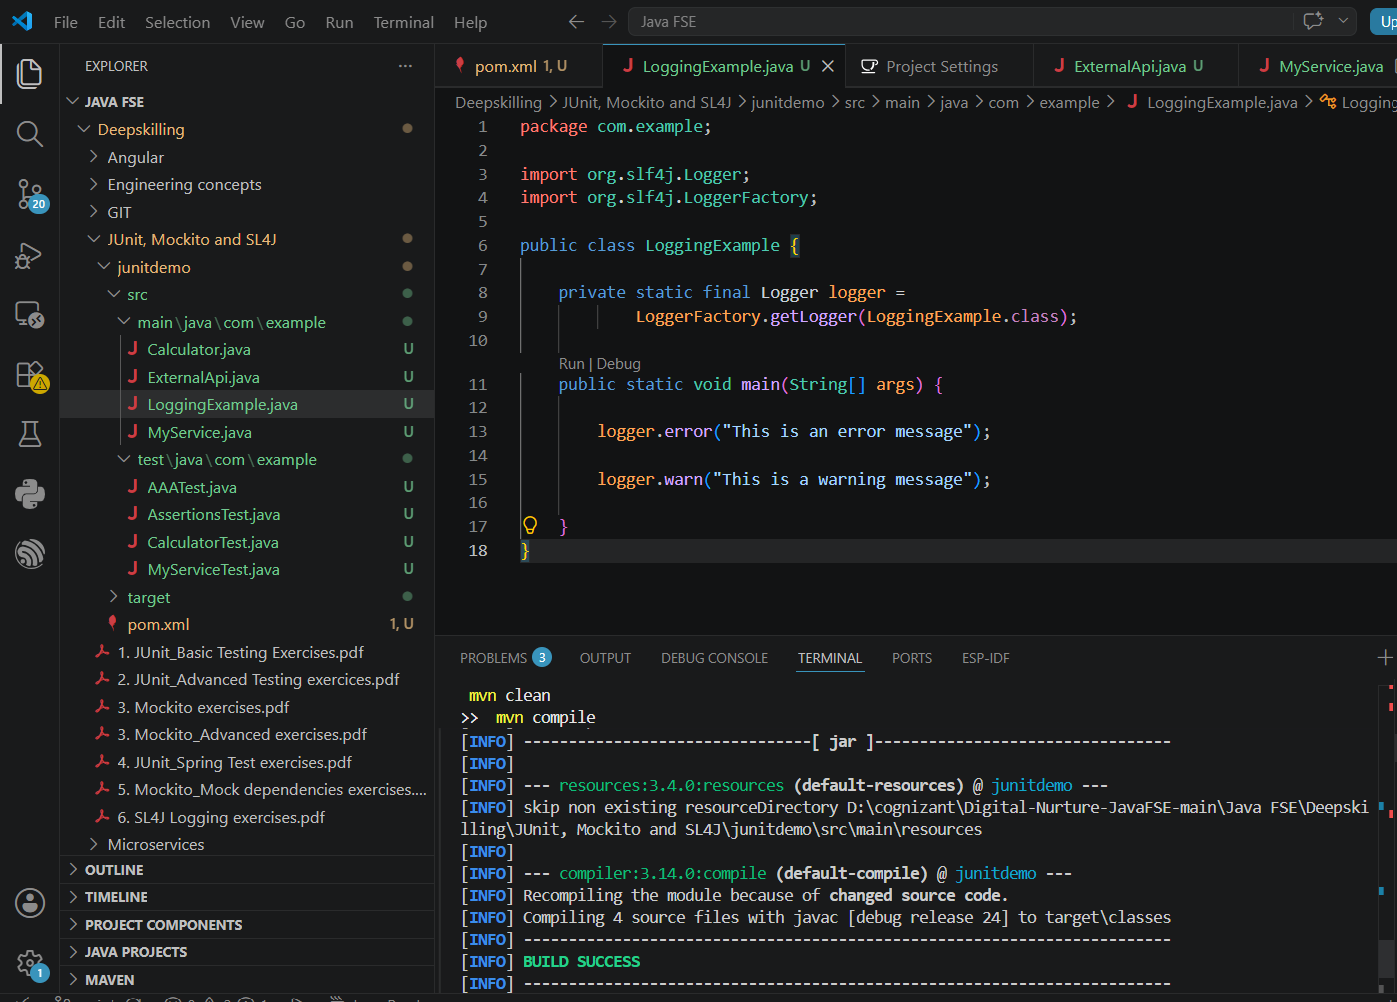 File Edit Selection View Go Run Terminal Help
Java FSE
EXPLORER
JAVA FSE
Deepskilling
Angular
Engineering concepts
GIT
JUnit, Mockito and SL4J
junitdemo
src
main\java\com\example
Calculator.java U
ExternalApi.java U
LoggingExample.java U
MyService.java U
test\java\com\example
AAATest.java U
AssertionsTest.java U
CalculatorTest.java U
MyServiceTest.java U
target
pom.xml 1, U
1. JUnit_Basic Testing Exercises.pdf
2. JUnit_Advanced Testing exercices.pdf
3. Mockito exercises.pdf
3. Mockito_Advanced exercises.pdf
4. JUnit_Spring Test exercises.pdf
5. Mockito_Mock dependencies exercises....
6. SL4J Logging exercises.pdf
Microservices
OUTLINE
TIMELINE
PROJECT COMPONENTS
JAVA PROJECTS
MAVEN
20
1
pom.xml 1, U
LoggingExample.java U
Project Settings
ExternalApi.java U
MyService.java
Deepskilling > JUnit, Mockito and SL4J > junitdemo > src > main > java > com > example > LoggingExample.java > Logging
1 package com.example;
2
3 import org.slf4j.Logger;
4 import org.slf4j.LoggerFactory;
5
6 public class LoggingExample {
7
8 private static final Logger logger =
9 LoggerFactory.getLogger(LoggingExample.class);
10
Run | Debug
11 public static void main(String[] args) {
12
13 logger.error("This is an error message");
14
15 logger.warn("This is a warning message");
16
17 }
18 }
PROBLEMS 3 OUTPUT DEBUG CONSOLE TERMINAL PORTS ESP-IDF
mvn clean
>> mvn compile
[INFO] --------------------------------[ jar ]---------------------------------
[INFO]
[INFO] --- resources:3.4.0:resources (default-resources) @ junitdemo ---
[INFO] skip non existing resourceDirectory D:\cognizant\Digital-Nurture-JavaFSE-main\Java FSE\Deepski
lling\JUnit, Mockito and SL4J\junitdemo\src\main\resources
[INFO]
[INFO] --- compiler:3.14.0:compile (default-compile) @ junitdemo ---
[INFO] Recompiling the module because of changed source code.
[INFO] Compiling 4 source files with javac [debug release 24] to target\classes
[INFO] ------------------------------------------------------------------------
[INFO] BUILD SUCCESS
[INFO] ------------------------------------------------------------------------